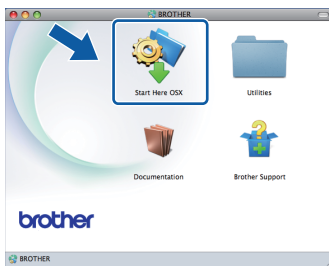 BROTHER
Start Here OSX
Utilities
Documentation
Brother Support
brother
BROTHER